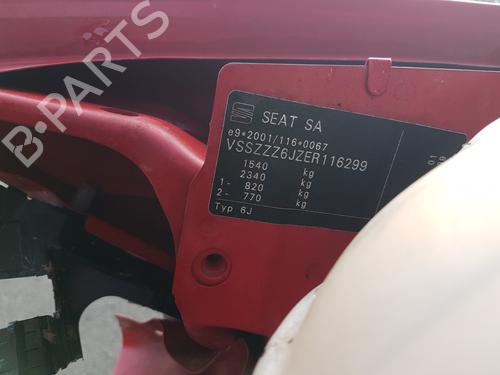 B-PARTS
SEAT SA
e9*2001/116*0067
VSSZZZ6JZER116299
1540 kg
2340 kg
1- 820 kg
2- 770 kg
Typ 6J